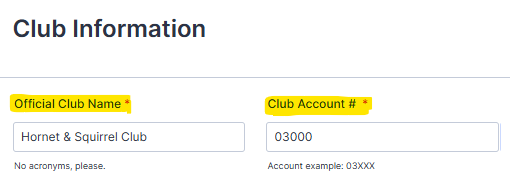 Club Information
Official Club Name * Club Account # *
Hornet & Squirrel Club 03000
No acronyms, please. Account example: 03XXX